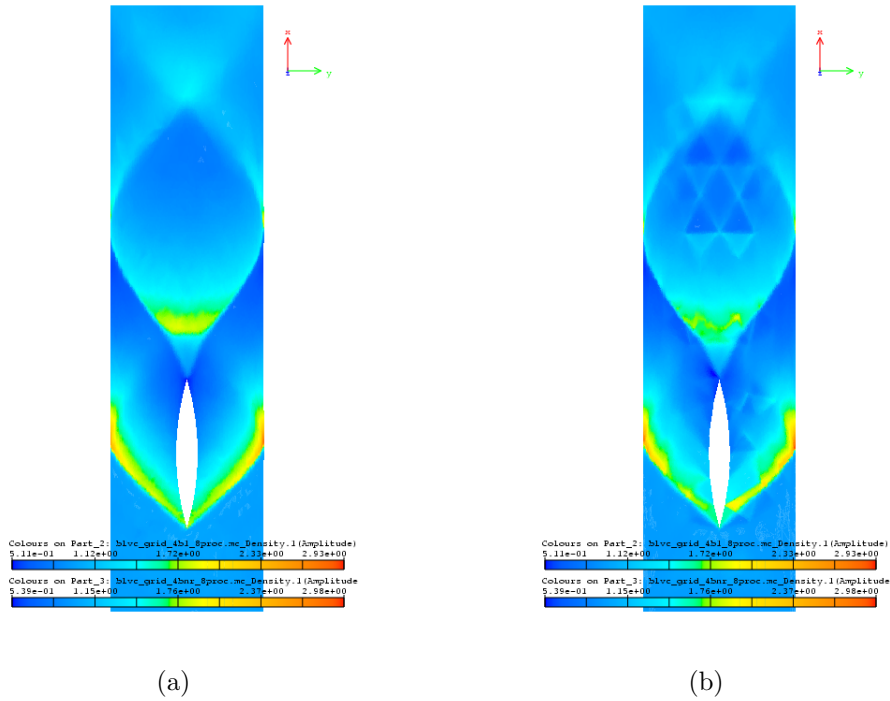 x
y
z
x
y
z
Colours on Part_2: blvc_grid_4bl_8proc.mc_Density.1(Amplitude)
5.11e-01 1.12e+00 1.72e+00 2.33e+00 2.93e+00
Colours on Part_3: blvc_grid_4bnr_8proc.mc_Density.1(Amplitude
5.39e-01 1.15e+00 1.76e+00 2.37e+00 2.98e+00
Colours on Part_2: blvc_grid_4bl_8proc.mc_Density.1(Amplitude)
5.11e-01 1.12e+00 1.72e+00 2.33e+00 2.93e+00
Colours on Part_3: blvc_grid_4bnr_8proc.mc_Density.1(Amplitude
5.39e-01 1.15e+00 1.76e+00 2.37e+00 2.98e+00
(a)
(b)